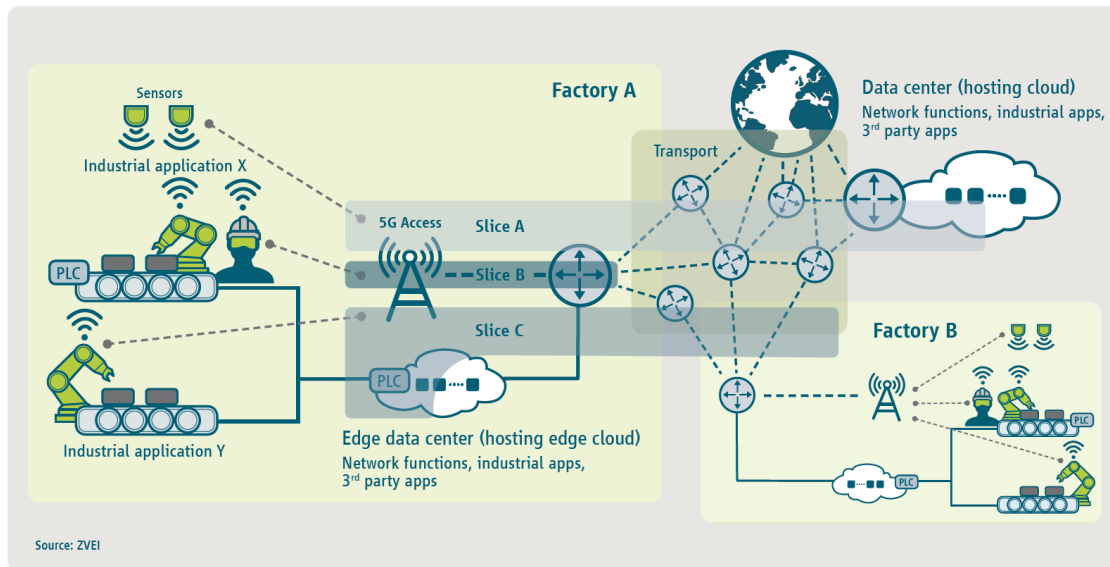 Factory A
Sensors
Industrial application X
PLC
Industrial application Y
5G Access
Slice A
Slice B
Slice C
PLC
Edge data center (hosting edge cloud)
Network functions, industrial apps,
3rd party apps
Transport
Data center (hosting cloud)
Network functions, industrial apps,
3rd party apps
Factory B
PLC
PLC
Source: ZVEI